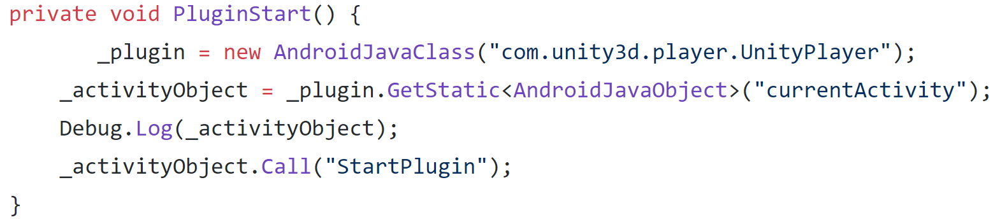 private void PluginStart() {
       _plugin = new AndroidJavaClass("com.unity3d.player.UnityPlayer");
    _activityObject = _plugin.GetStatic<AndroidJavaObject>("currentActivity");
    Debug.Log(_activityObject);
    _activityObject.Call("StartPlugin");
}